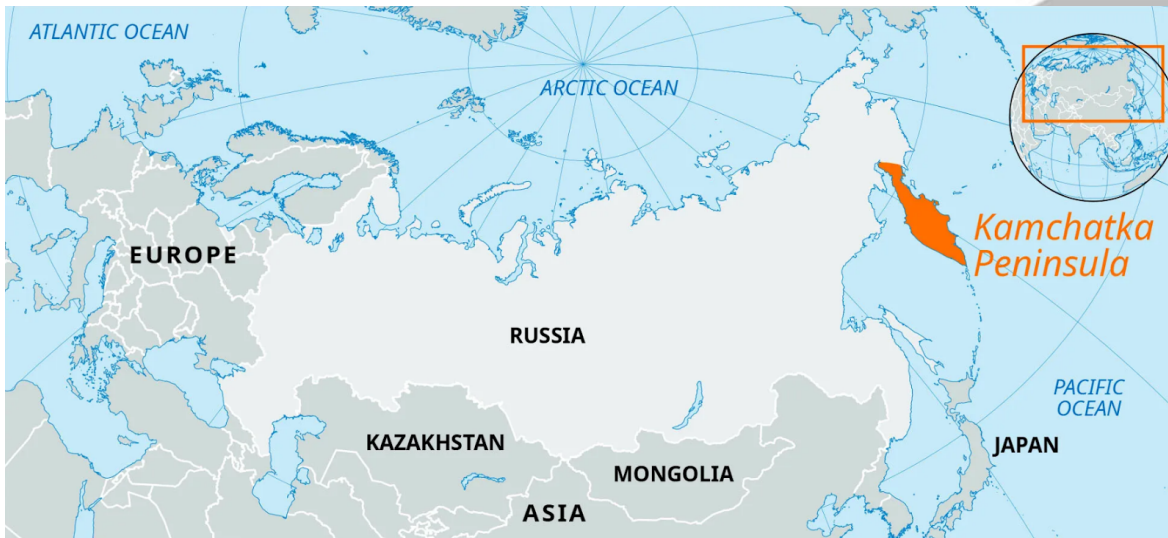 ATLANTIC OCEAN
ARCTIC OCEAN
EUROPE
Kamchatka
Peninsula
RUSSIA
PACIFIC
OCEAN
KAZAKHSTAN
JAPAN
MONGOLIA
ASIA